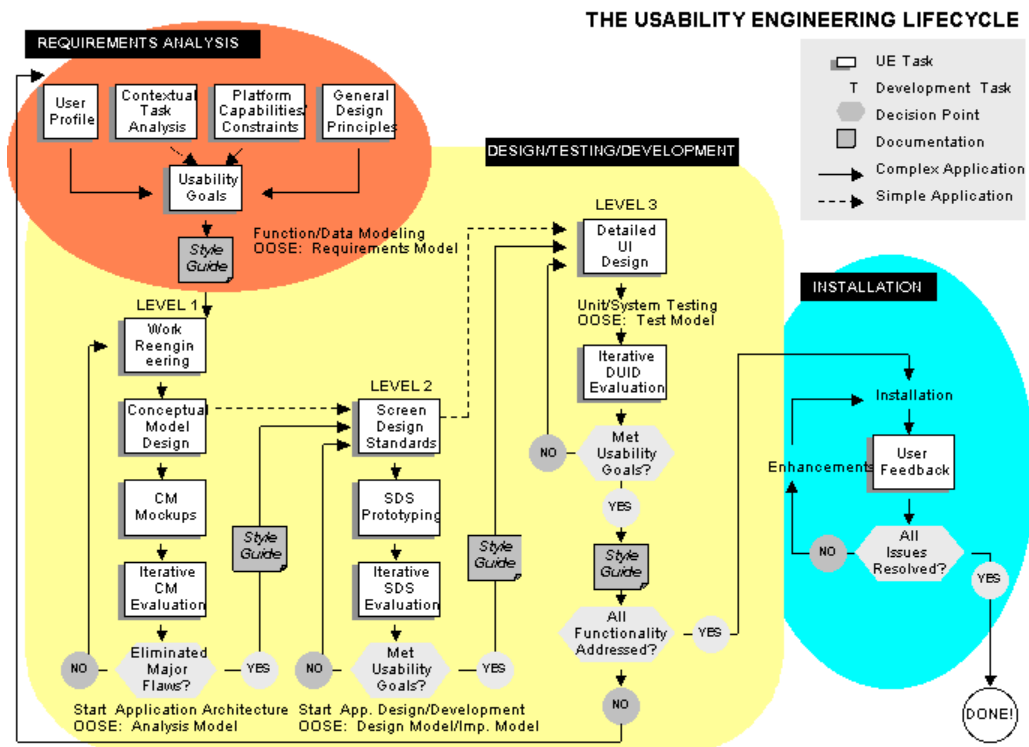 THE USABILITY ENGINEERING LIFECYCLE
REQUIREMENTS ANALYSIS
UE Task
T Development Task
Decision Point
Documentation
Complex Application
Simple Application
User
Profile
Contextual
Task
Analysis
Platform
Capabilities/
Constraints
General
Design
Principles
Usability
Goals
Function/Data Modeling
OOSE: Requirements Model
Style
Guide
DESIGN/TESTING/DEVELOPMENT
LEVEL 1
Work
Reengin
eering
Conceptual
Model
Design
CM
Mockups
Iterative
CM
Evaluation
Eliminated
Major
Flaws?
NO
YES
Style
Guide
Start Application Architecture
OOSE: Analysis Model
LEVEL 2
Screen
Design
Standards
SDS
Prototyping
Iterative
SDS
Evaluation
Met
Usability
Goals?
NO
YES
Style
Guide
Start App. Design/Development
OOSE: Design Model/Imp. Model
LEVEL 3
Detailed
UI
Design
Unit/System Testing
OOSE: Test Model
Iterative
DUID
Evaluation
Met
Usability
Goals?
NO
YES
Style
Guide
All
Functionality
Addressed?
YES
NO
INSTALLATION
Installation
User
Feedback
Enhancements
All
Issues
Resolved?
NO
YES
DONE!